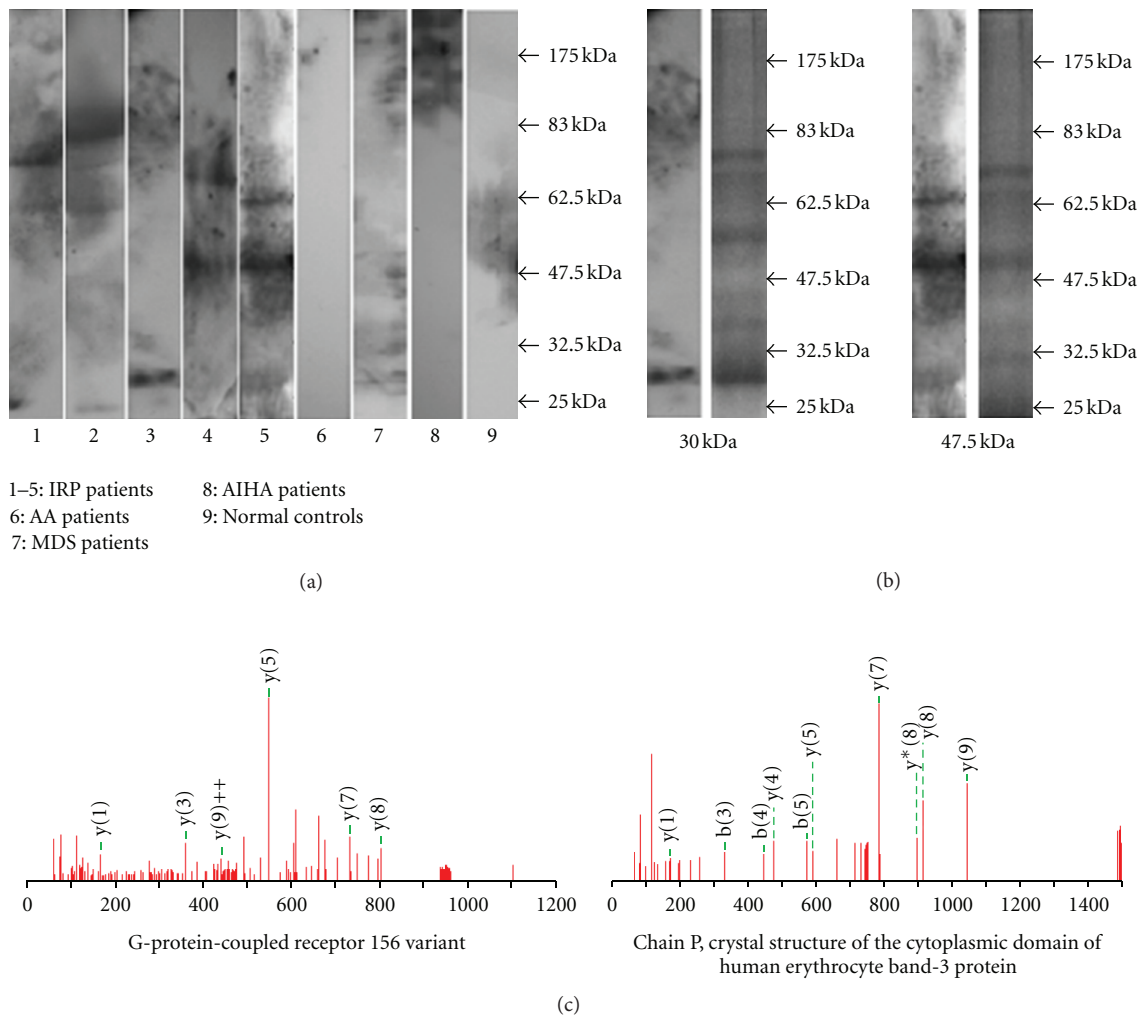 ← 175 kDa
← 83 kDa
← 62.5 kDa
← 47.5 kDa
← 32.5 kDa
← 25 kDa
1 2 3 4 5 6 7 8 9
1–5: IRP patients
6: AA patients
7: MDS patients
8: AIHA patients
9: Normal controls
(a)
← 175 kDa
← 83 kDa
← 62.5 kDa
← 47.5 kDa
← 32.5 kDa
← 25 kDa
30 kDa
← 175 kDa
← 83 kDa
← 62.5 kDa
← 47.5 kDa
← 32.5 kDa
← 25 kDa
47.5 kDa
(b)
y(1)
y(3)
y(9)++
y(5)
y(7)
y(8)
0 200 400 600 800 1000 1200
G-protein-coupled receptor 156 variant
y(1)
b(3)
b(4)
y(4)
b(5)
y(5)
y(7)
y*(8)
y(8)
y(9)
0 200 400 600 800 1000 1200 1400
Chain P, crystal structure of the cytoplasmic domain of
human erythrocyte band-3 protein
(c)